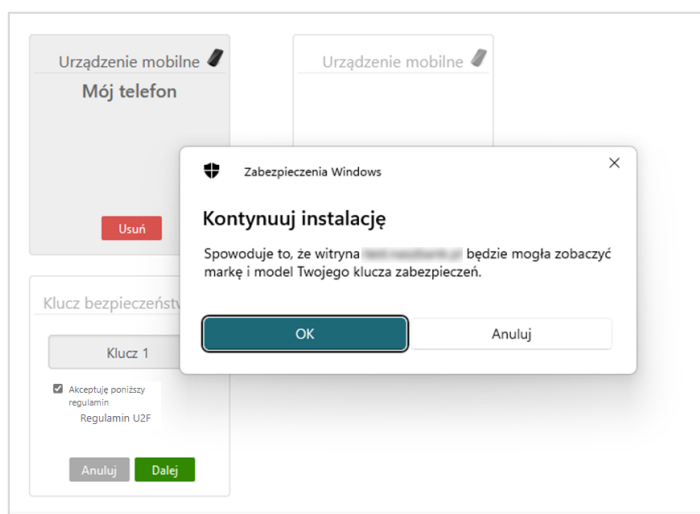 Urządzenie mobilne
Mój telefon
Usuń
Urządzenie mobilne
Zabezpieczenia Windows
Kontynuuj instalację
Spowoduje to, że witryna będzie mogła zobaczyć
markę i model Twojego klucza zabezpieczeń.
OK
Anuluj
Klucz bezpieczeństw
Klucz 1
Akceptuję poniższy
regulamin
Regulamin U2F
Anuluj
Dalej